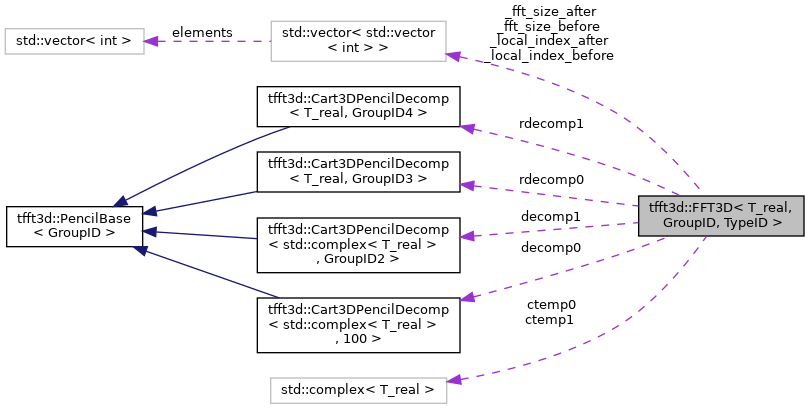 std::vector< int >
elements
std::vector< std::vector
< int > >
_fft_size_after
_fft_size_before
_local_index_after
_local_index_before
tfft3d::Cart3DPencilDecomp
< T_real, GroupID4 >
rdecomp1
tfft3d::Cart3DPencilDecomp
< T_real, GroupID3 >
rdecomp0
tfft3d::PencilBase
< GroupID >
tfft3d::Cart3DPencilDecomp
< std::complex< T_real >
, GroupID2 >
decomp1
decomp0
tfft3d::FFT3D< T_real,
GroupID, TypeID >
tfft3d::Cart3DPencilDecomp
< std::complex< T_real >
, 100 >
ctemp0
ctemp1
std::complex< T_real >